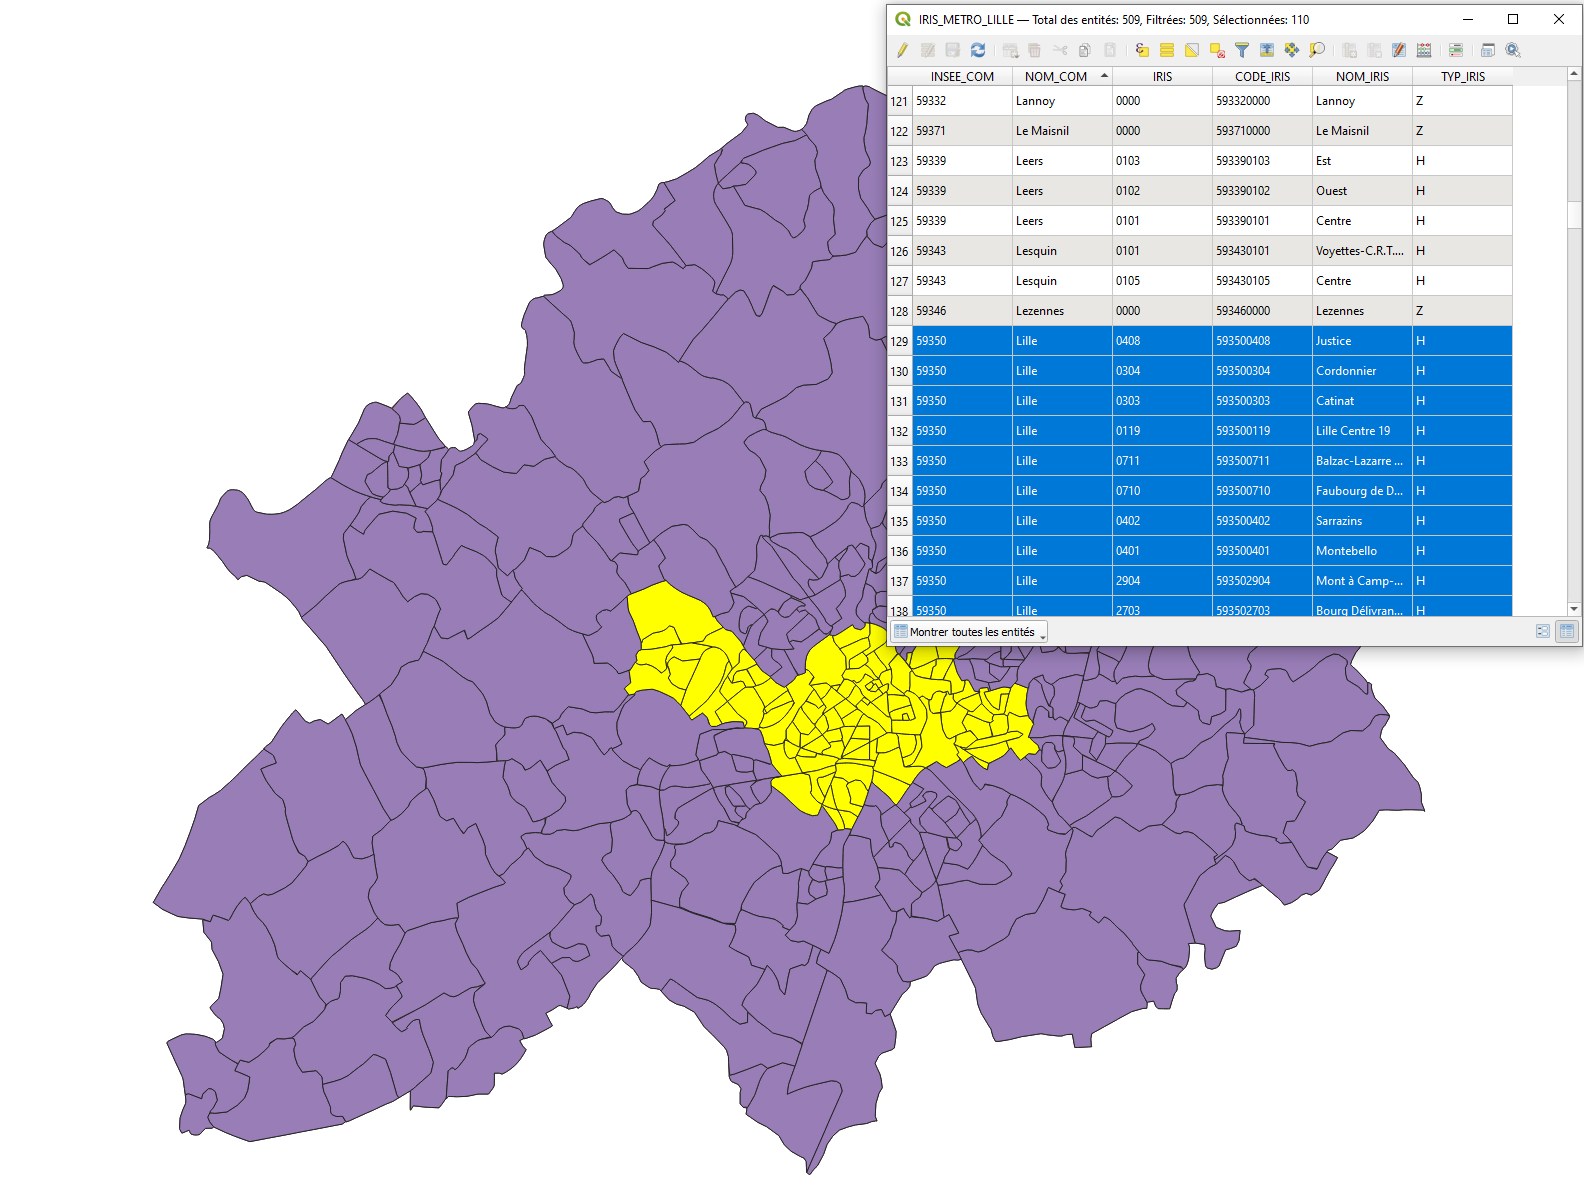 IRIS_METRO_LILLE — Total des entités: 509, Filtrées: 509, Sélectionnées: 110
INSEE_COM NOM_COM IRIS CODE_IRIS NOM_IRIS TYP_IRIS
121 59332 Lannoy 0000 593320000 Lannoy Z
122 59371 Le Maisnil 0000 593710000 Le Maisnil Z
123 59339 Leers 0103 593390103 Est H
124 59339 Leers 0102 593390102 Ouest H
125 59339 Leers 0101 593390101 Centre H
126 59343 Lesquin 0101 593430101 Voyettes-C.R.T.... H
127 59343 Lesquin 0105 593430105 Centre H
128 59346 Lezennes 0000 593460000 Lezennes Z
129 59350 Lille 0408 593500408 Justice H
130 59350 Lille 0304 593500304 Cordonnier H
131 59350 Lille 0303 593500303 Catinat H
132 59350 Lille 0119 593500119 Lille Centre 19 H
133 59350 Lille 0711 593500711 Balzac-Lazarre ... H
134 59350 Lille 0710 593500710 Faubourg de D... H
135 59350 Lille 0402 593500402 Sarrazins H
136 59350 Lille 0401 593500401 Montebello H
137 59350 Lille 2904 593502904 Mont à Camp-... H
138 59350 Lille 2703 593502703 Bourg Délivran... H
Montrer toutes les entités